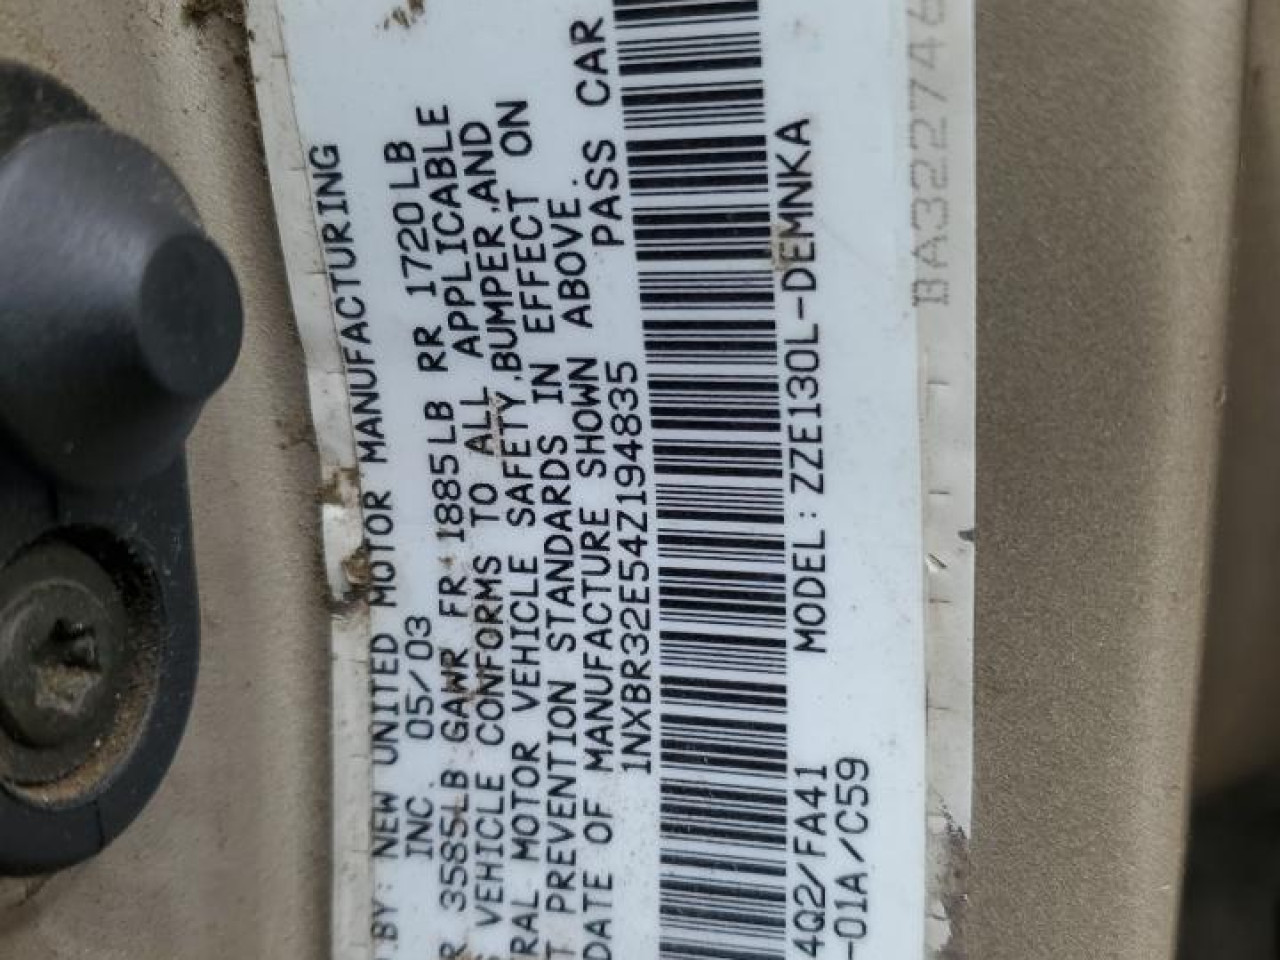 .BY: NEW UNITED MOTOR MANUFACTURING
INC. 05/03
R 3585LB GAWR FR 1885LB RR 1720LB
S VEHICLE CONFORMS TO ALL APPLICABLE
RAL MOTOR VEHICLE SAFETY,BUMPER,AND
T PREVENTION STANDARDS IN EFFECT ON
DATE OF MANUFACTURE SHOWN ABOVE.
1NXBR32E54Z194835 PASS CAR
MODEL: ZZE130L-DEMNKA
4Q2/FA41
-01A/C59
BA322746